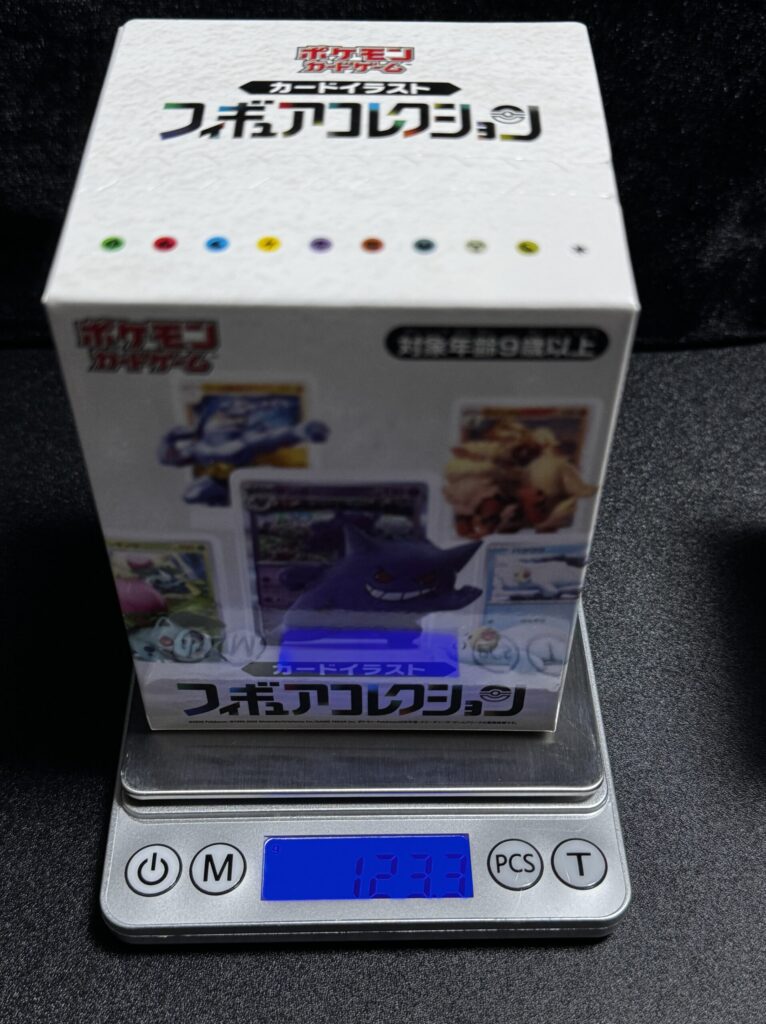 ポケモン
カードゲーム
カードイラスト
フィギュアコレクション
ポケモン
カードゲーム
対象年齢9歳以上
カードイラスト
フィギュアコレクション
M
123.3
PCS
T